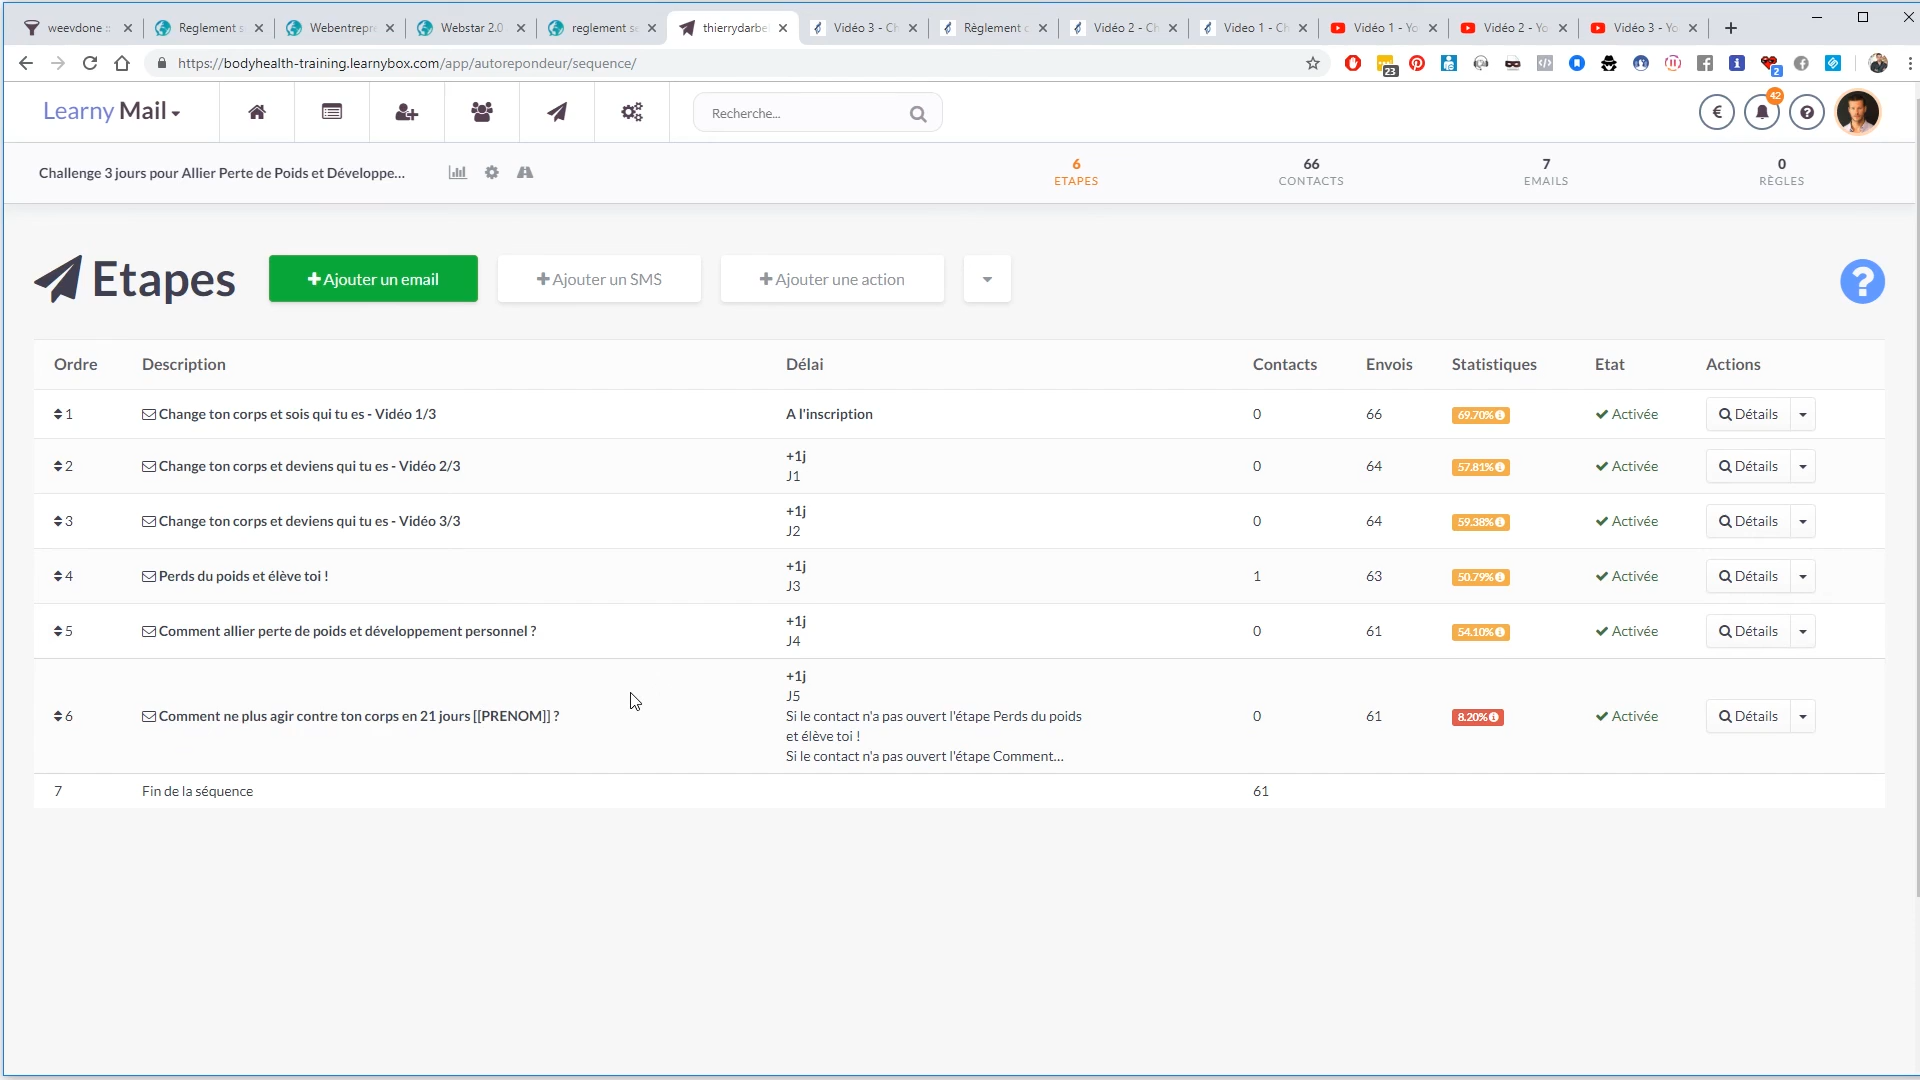 weevdone ::
Reglement s
Webentrepre
Webstar 2.0
reglement se
thierrydarbe
Vidéo 3 - Ch
Règlement c
Vidéo 2 - Ch
Video 1 - Ch
Vidéo 1 - Yo
Vidéo 2 - Yo
Vidéo 3 - Yo
https://bodyhealth-training.learnybox.com/app/autorepondeur/sequence/
23
2
Learny Mail
Recherche...
42
Challenge 3 jours pour Allier Perte de Poids et Développe...
6
ETAPES
66
CONTACTS
7
EMAILS
0
RÈGLES
Etapes
Ajouter un email
Ajouter un SMS
Ajouter une action
Ordre Description Délai Contacts Envois Statistiques Etat Actions
1 Change ton corps et sois qui tu es - Vidéo 1/3 A l'inscription 0 66 69.70% Activée Détails
2 Change ton corps et deviens qui tu es - Vidéo 2/3 +1j 0 64 57.81% Activée Détails
J1
3 Change ton corps et deviens qui tu es - Vidéo 3/3 +1j 0 64 59.38% Activée Détails
J2
4 Perds du poids et élève toi ! +1j 1 63 50.79% Activée Détails
J3
5 Comment allier perte de poids et développement personnel ? +1j 0 61 54.10% Activée Détails
J4
+1j
J5
6 Comment ne plus agir contre ton corps en 21 jours [[PRENOM]] ? Si le contact n'a pas ouvert l'étape Perds du poids 0 61 8.20% Activée Détails
et élève toi !
Si le contact n'a pas ouvert l'étape Comment...
7 Fin de la séquence 61